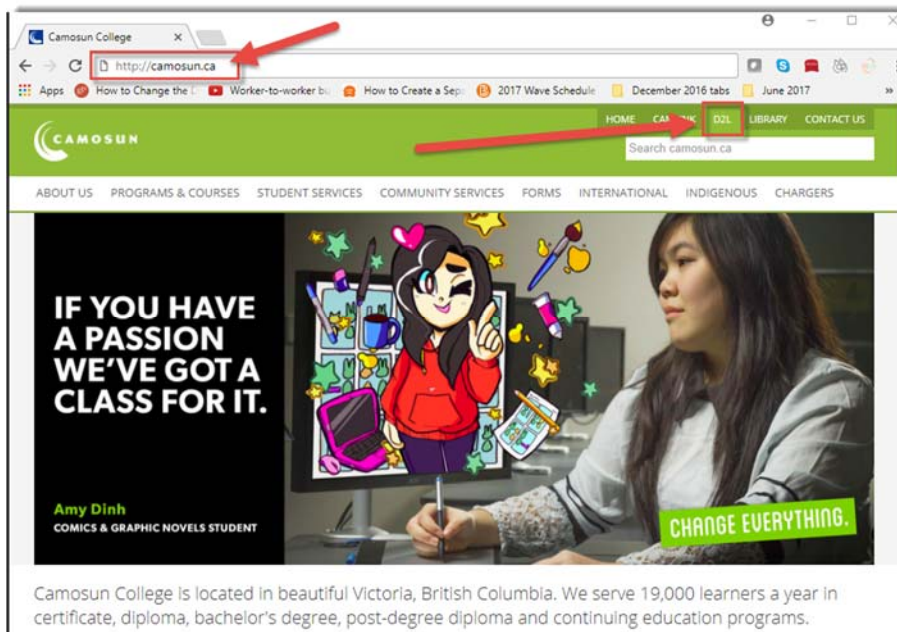 Camosun College
http://camosun.ca
Apps How to Change the Worker-to-worker bu How to Create a Sep 2017 Wave Schedule December 2016 tabs June 2017 »
CAMOSUN
HOME D2L LIBRARY CONTACT US
Search camosun.ca
ABOUT US PROGRAMS & COURSES STUDENT SERVICES COMMUNITY SERVICES FORMS INTERNATIONAL INDIGENOUS CHARGERS
IF YOU HAVE
A PASSION
WE'VE GOT A
CLASS FOR IT.
Amy Dinh
COMICS & GRAPHIC NOVELS STUDENT
CHANGE EVERYTHING.
Camosun College is located in beautiful Victoria, British Columbia. We serve 19,000 learners a year in
certificate, diploma, bachelor's degree, post-degree diploma and continuing education programs.